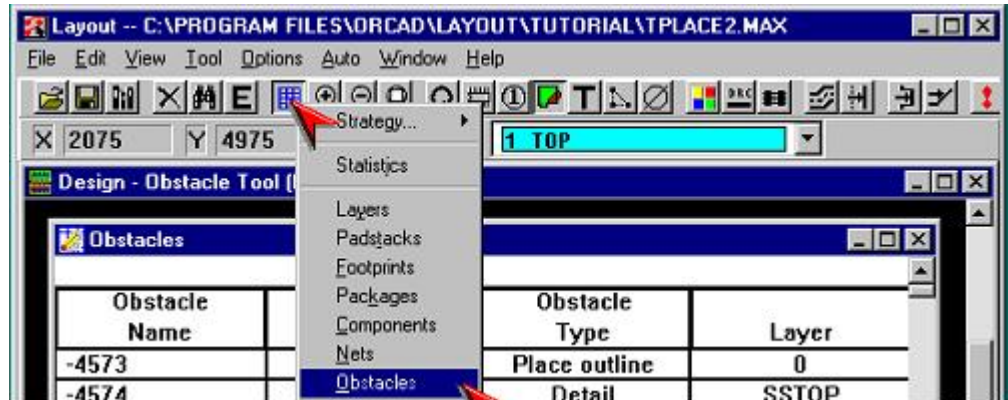 Layout -- C:\PROGRAM FILES\ORCAD\LAYOUT\TUTORIAL\TPLACE2.MAX
File Edit View Tool Options Auto Window Help
E 1 T DRC
X 2075 Y 4975 1 TOP
Strategy...
Statistics
Design - Obstacle Tool (
Layers
Obstacles
Padstacks
Footprints
Packages
Components
Nets
Obstacles
Obstacle Name
Obstacle Type
Layer
-4573 Place outline 0
-4574 Detail SSTOP